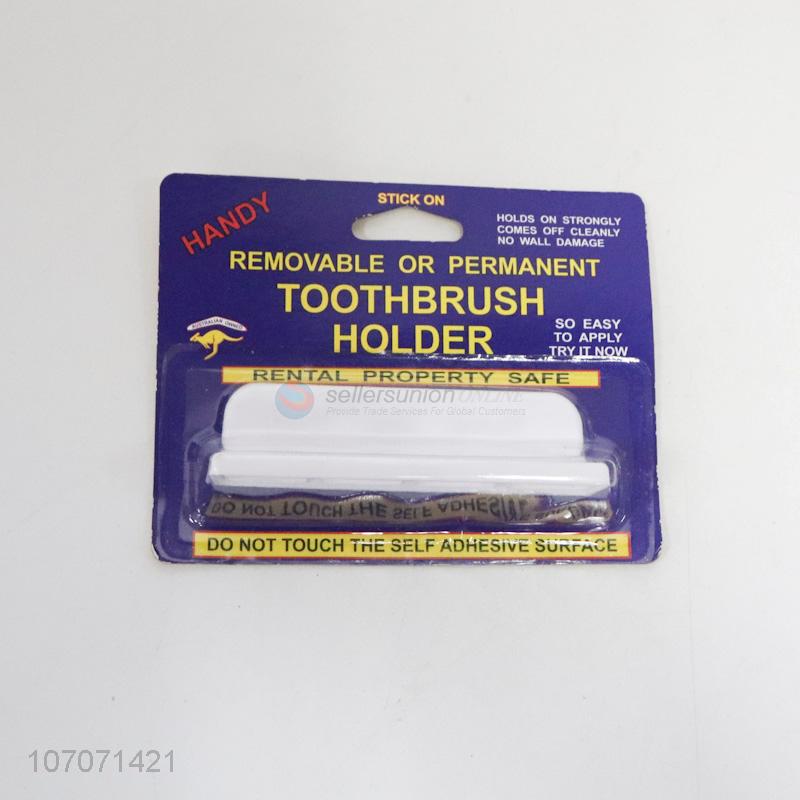 STICK ON
HANDY
HOLDS ON STRONGLY
COMES OFF CLEANLY
NO WALL DAMAGE
REMOVABLE OR PERMANENT
TOOTHBRUSH
HOLDER
AUSTRALIAN OWNED
SO EASY
TO APPLY
TRY IT NOW
RENTAL PROPERTY SAFE
sellersunion ONLINE
Provide Trade Services For Global Customers
DO NOT TOUCH THE SELF ADHESIVE
DO NOT TOUCH THE SELF ADHESIVE SURFACE
107071421